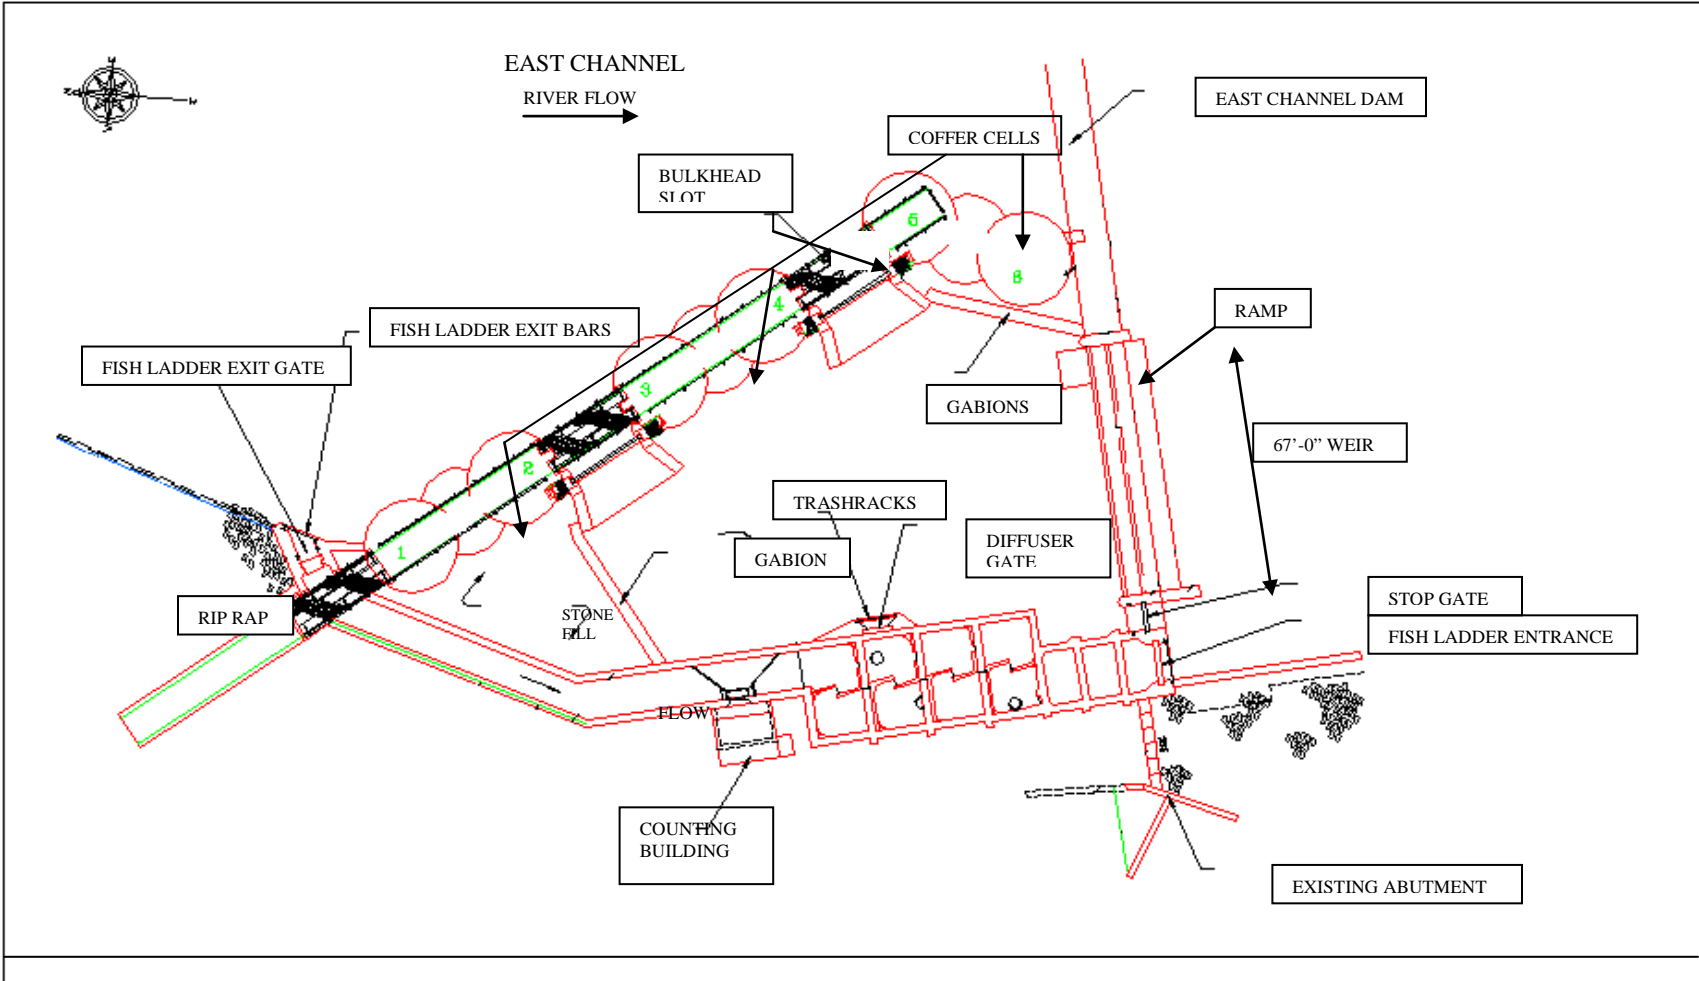 EAST CHANNEL
RIVER FLOW
EAST CHANNEL DAM
COFFER CELLS
BULKHEAD
SLOT
5
6
4
RAMP
FISH LADDER EXIT BARS
FISH LADDER EXIT GATE
3
GABIONS
67'-0" WEIR
2
TRASHRACKS
1
DIFFUSER
GATE
GABION
STOP GATE
RIP RAP
STONE
FILL
FISH LADDER ENTRANCE
FLOW
COUNTING
BUILDING
EXISTING ABUTMENT